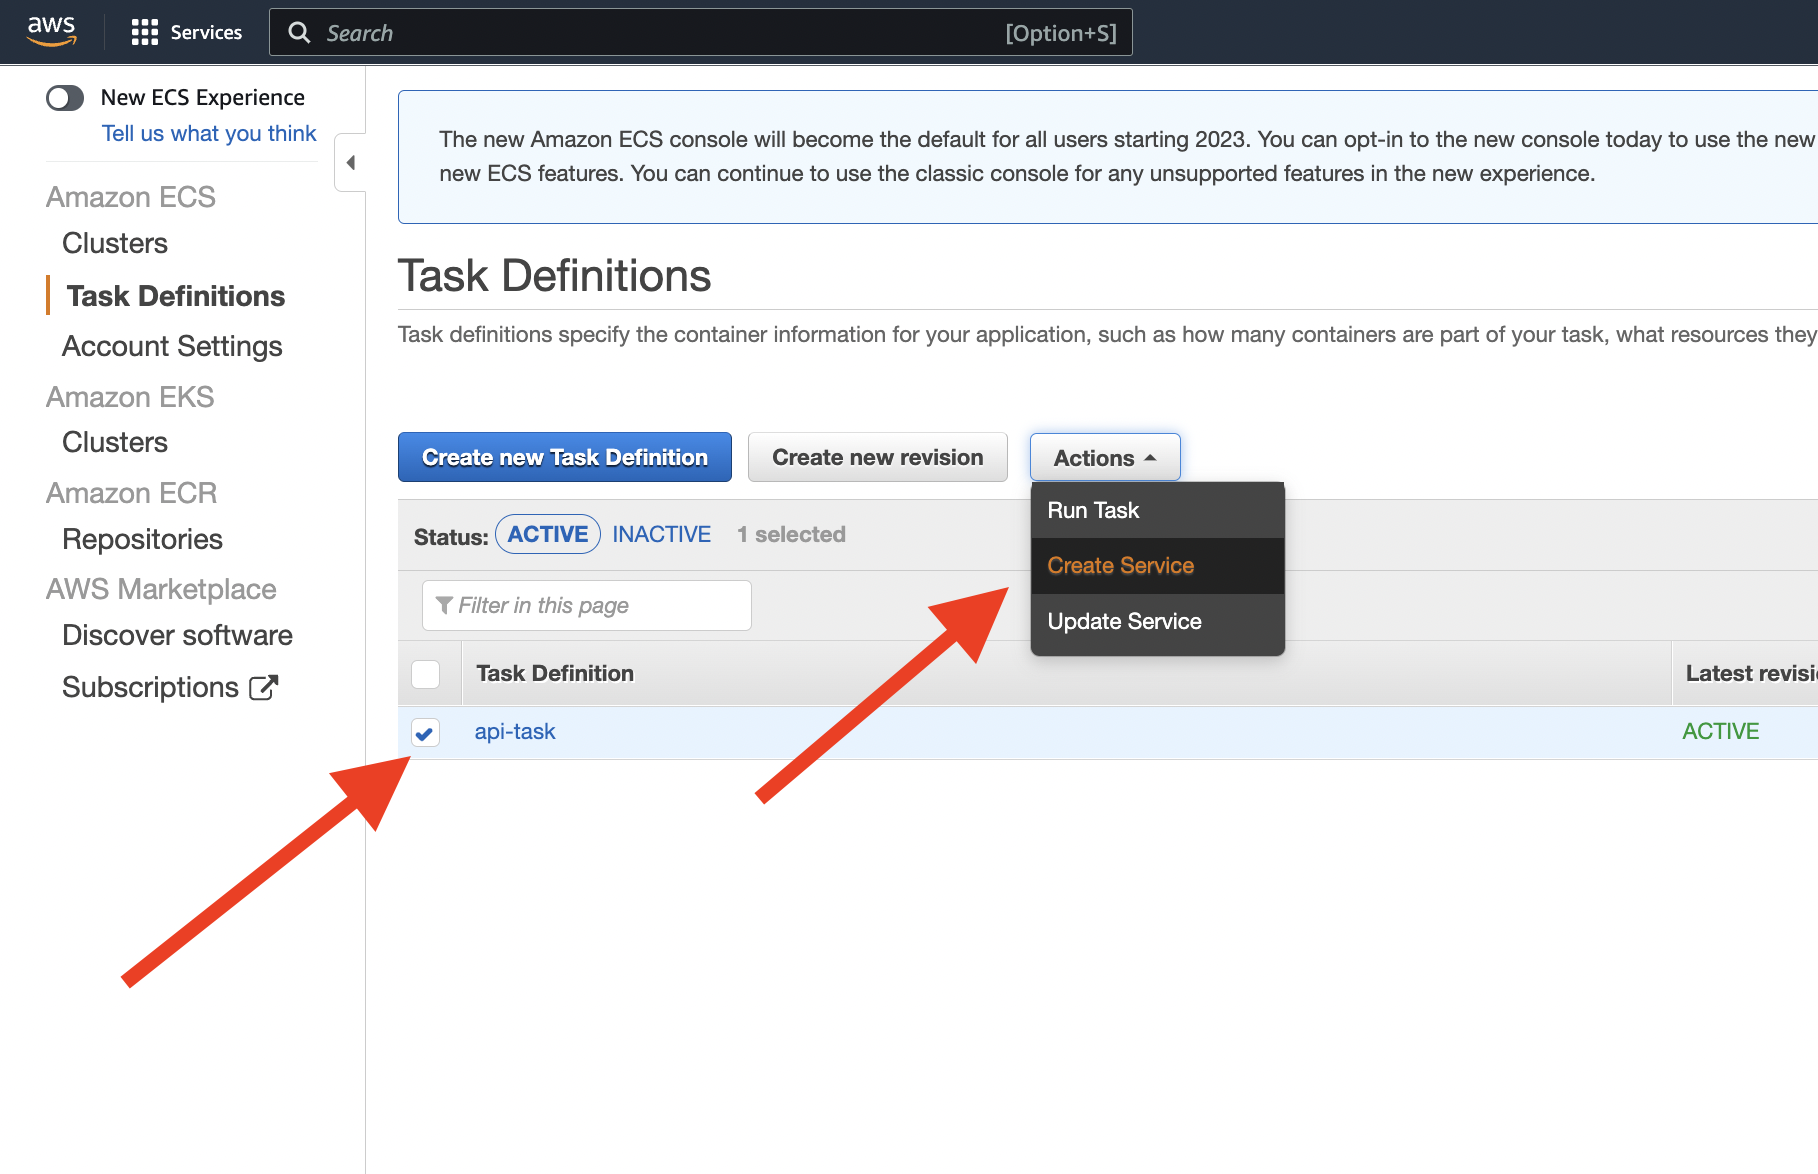 aws
Services
Search
[Option+S]
New ECS Experience
Tell us what you think
Amazon ECS
Clusters
Task Definitions
Account Settings
Amazon EKS
Clusters
Amazon ECR
Repositories
AWS Marketplace
Discover software
Subscriptions
The new Amazon ECS console will become the default for all users starting 2023. You can opt-in to the new console today to use the new
new ECS features. You can continue to use the classic console for any unsupported features in the new experience.
Task Definitions
Task definitions specify the container information for your application, such as how many containers are part of your task, what resources they
Create new Task Definition
Create new revision
Actions
Run Task
Create Service
Update Service
Status: ACTIVE INACTIVE 1 selected
Filter in this page
Task Definition
Latest revisi
api-task
ACTIVE